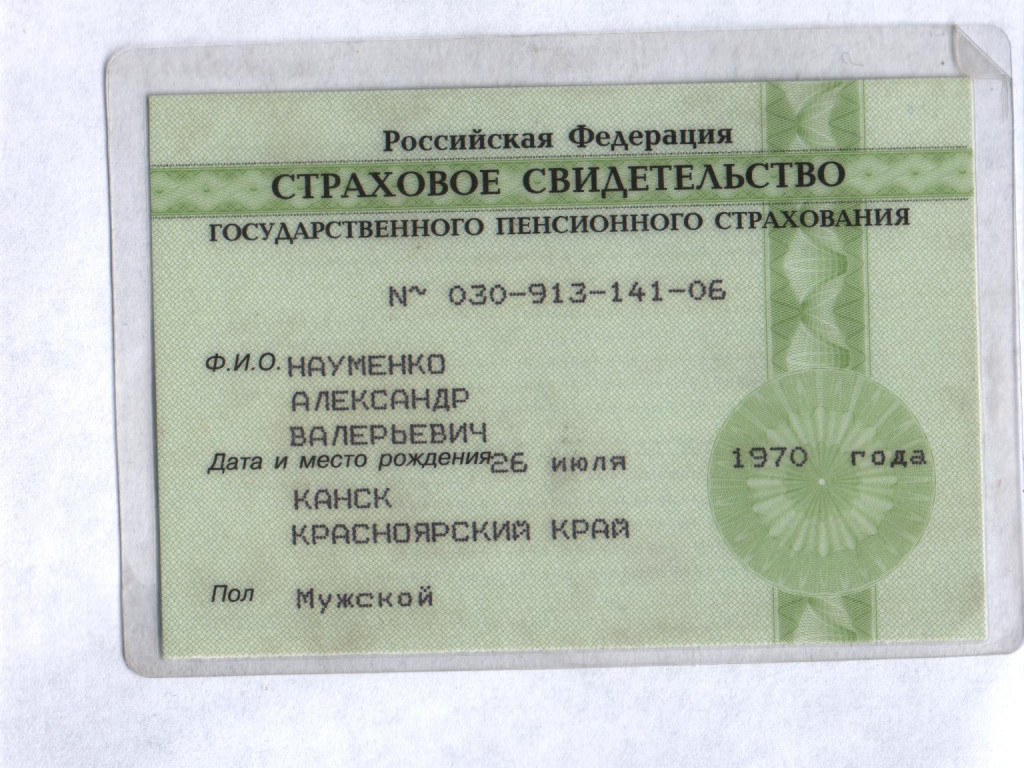 Российская Федерация
СТРАХОВОЕ СВИДЕТЕЛЬСТВО
ГОСУДАРСТВЕННОГО ПЕНСИОННОГО СТРАХОВАНИЯ
N~ 030-913-141-06
Ф.И.О. НАУМЕНКО
АЛЕКСАНДР
ВАЛЕРЬЕВИЧ
Дата и место рождения 26 июля 1970 года
КАНСК
КРАСНОЯРСКИЙ КРАЙ
Пол Мужской